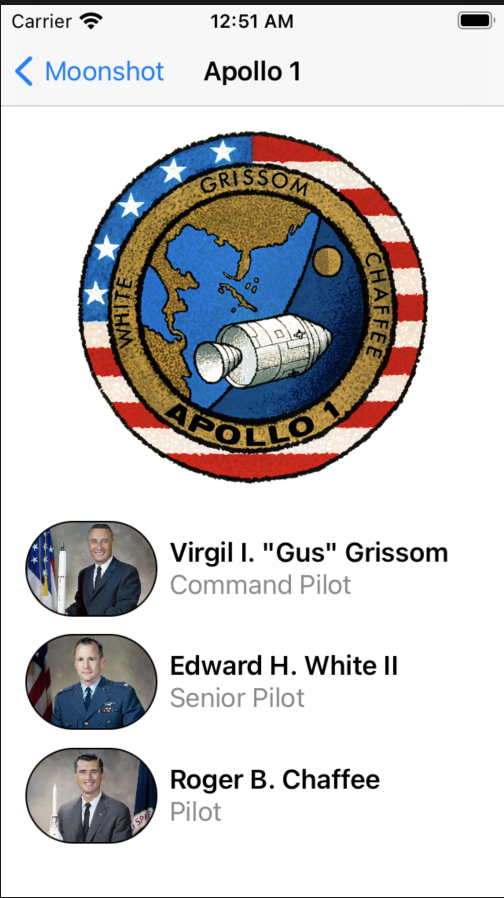 Carrier
12:51 AM
Moonshot
Apollo 1
GRISSOM
WHITE
CHAFFEE
APOLLO 1
Virgil I. "Gus" Grissom
Command Pilot
Edward H. White II
Senior Pilot
Roger B. Chaffee
Pilot